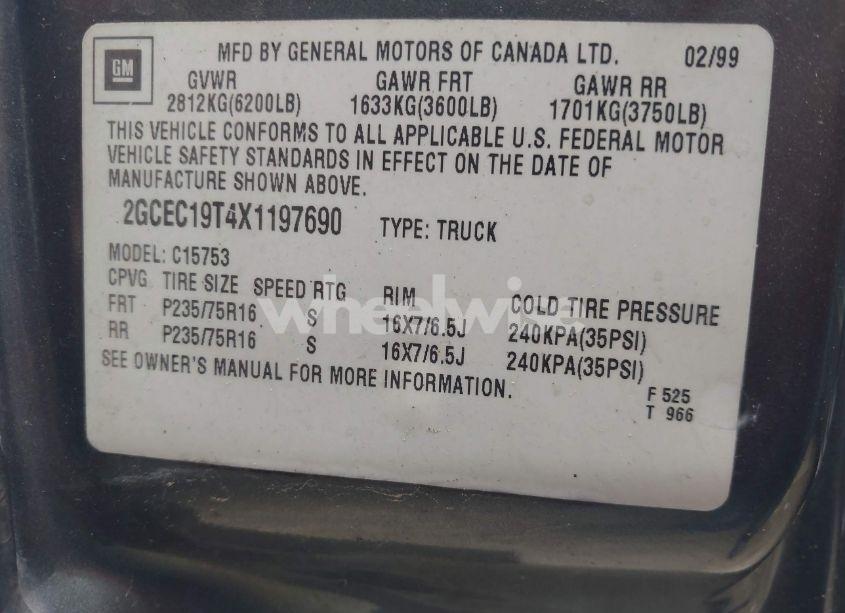 GM
MFD BY GENERAL MOTORS OF CANADA LTD. 02/99
GVWR GAWR FRT GAWR RR
2812KG(6200LB) 1633KG(3600LB) 1701KG(3750LB)
THIS VEHICLE CONFORMS TO ALL APPLICABLE U.S. FEDERAL MOTOR
VEHICLE SAFETY STANDARDS IN EFFECT ON THE DATE OF
MANUFACTURE SHOWN ABOVE.
2GCEC19T4X1197690 TYPE: TRUCK
MODEL: C15753
CPVG TIRE SIZE SPEED RTG RIM COLD TIRE PRESSURE
FRT P235/75R16 S 16X7/6.5J 240KPA(35PSI)
RR P235/75R16 S 16X7/6.5J 240KPA(35PSI)
SEE OWNER'S MANUAL FOR MORE INFORMATION.
F 525
T 966
wheelwise